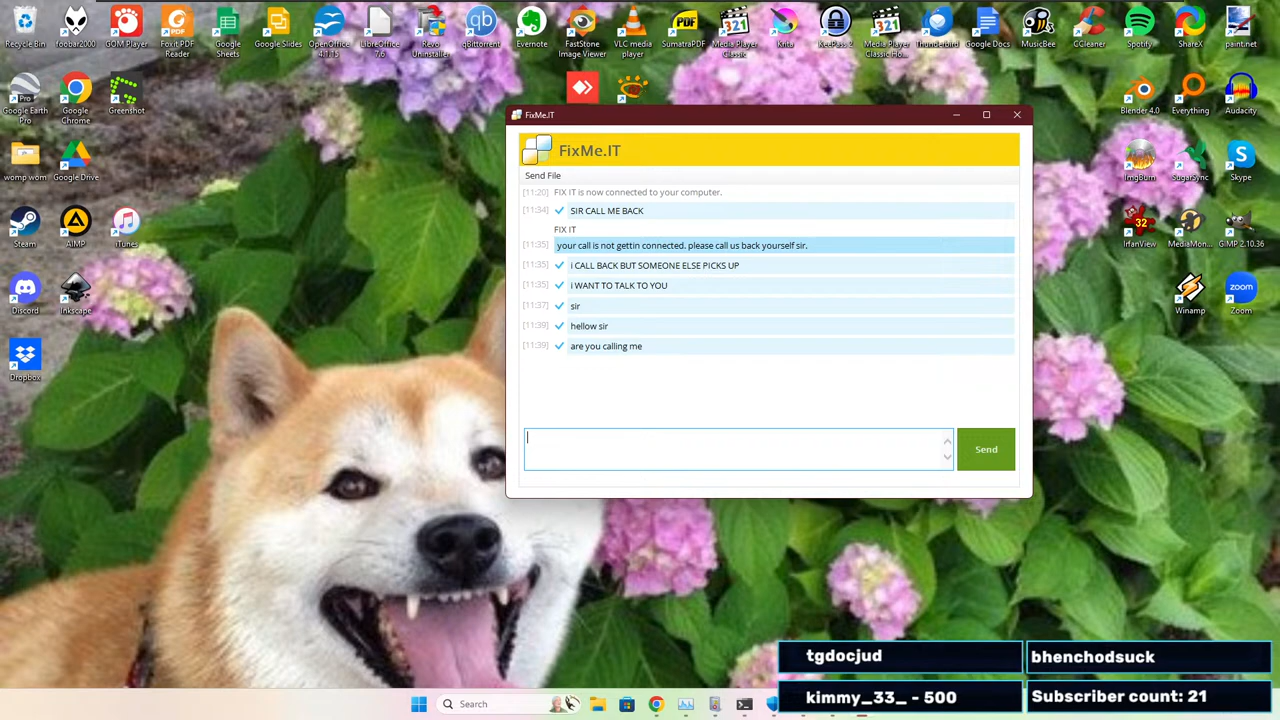 Recycle Bin
foobar2000
GOM Player
Foxit PDF
Reader
Google
Sheets
Google Slides
OpenOffice
4.1.13
LibreOffice
7.6
Revo
Uninstaller
qBittorrent
Evernote
FastStone
Image Viewer
VLC media
player
SumatraPDF
Media Player
Classic
Krita
KeePass 2
Media Player
Classic Ho...
Thunderbird
Google Docs
MusicBee
CCleaner
Spotify
ShareX
paint.net
Google Earth
Pro
Google
Chrome
Greenshot
Blender 4.0
Everything
Audacity
womp wom
Google Drive
ImgBurn
SugarSync
Skype
Steam
AIMP
iTunes
IrfanView
MediaMon...
GIMP 2.10.36
Discord
Inkscape
Winamp
Zoom
Dropbox
FixMe.IT
FixMe.IT
Send File
[11:20] FIX IT is now connected to your computer.
[11:34] SIR CALL ME BACK
FIX IT
[11:35] your call is not gettin connected. please call us back yourself sir.
[11:35] i CALL BACK BUT SOMEONE ELSE PICKS UP
[11:35] i WANT TO TALK TO YOU
[11:37] sir
[11:39] hellow sir
[11:39] are you calling me
Send
tgdocjud
bhenchodsuck
kimmy_33_ - 500
Subscriber count: 21
Search